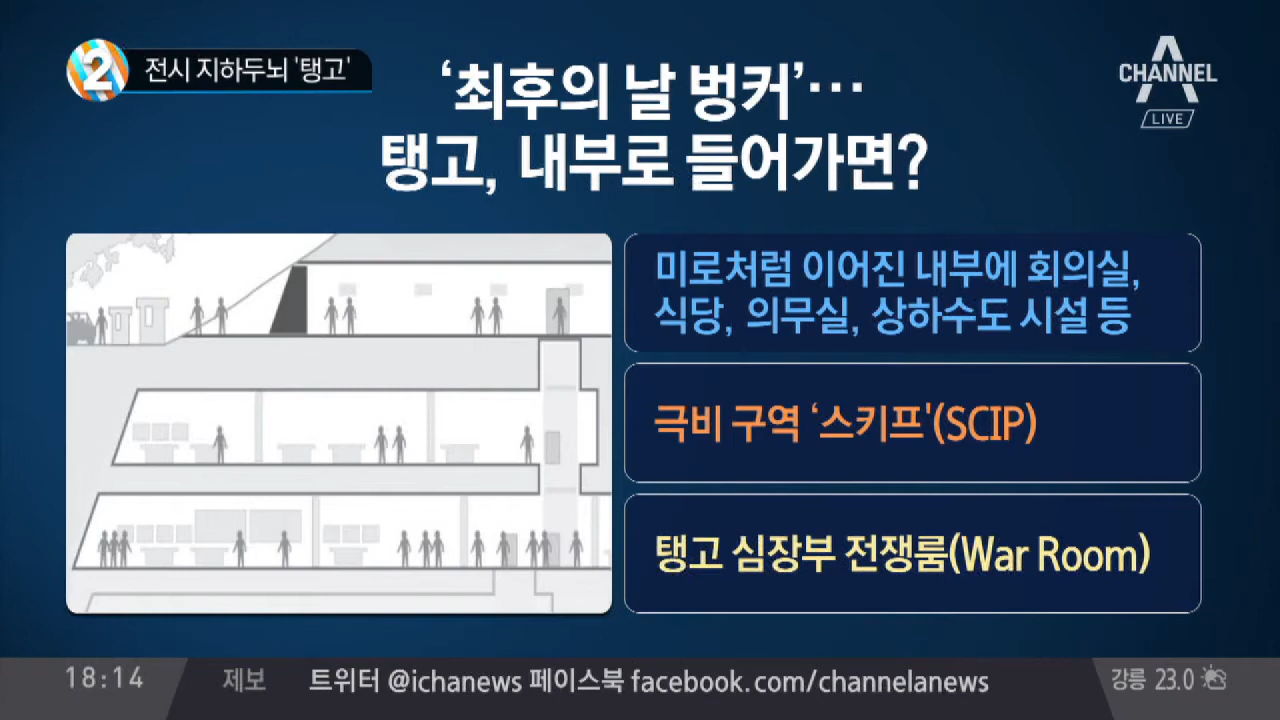 2 전시 지하두뇌 '탱고'
‘최후의 날 벙커’…
탱고, 내부로 들어가면?
CHANNEL A
LIVE
미로처럼 이어진 내부에 회의실,
식당, 의무실, 상하수도 시설 등
극비 구역 ‘스키프'(SCIP)
탱고 심장부 전쟁룸(War Room)
18:14 제보 트위터 @ichanews 페이스북 facebook.com/channelanews 강릉 23.0